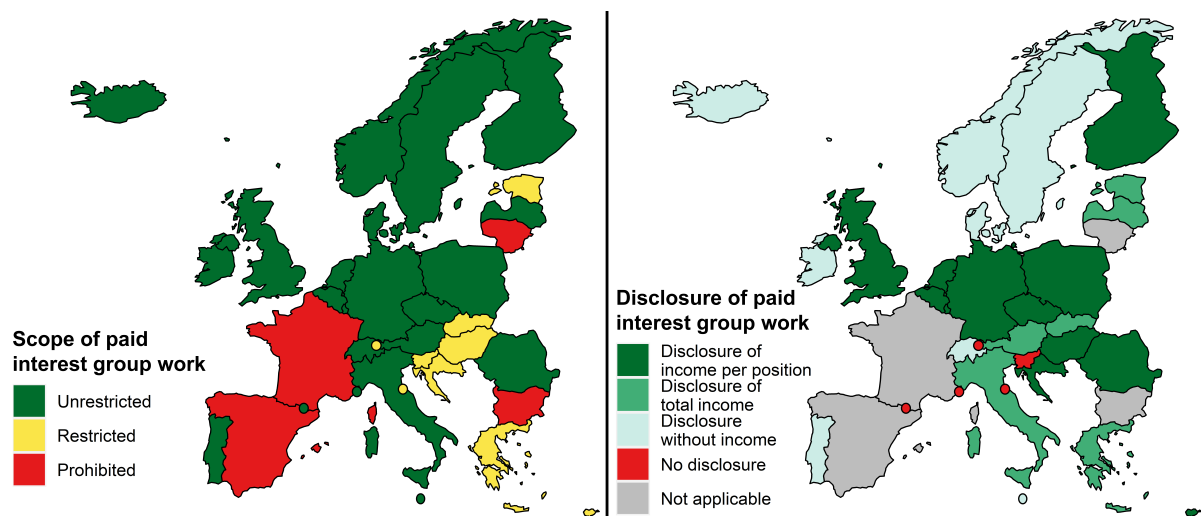 Scope of paid
interest group work
Unrestricted
Restricted
Prohibited
Disclosure of paid
interest group work
Disclosure of
income per position
Disclosure of
total income
Disclosure
without income
No disclosure
Not applicable